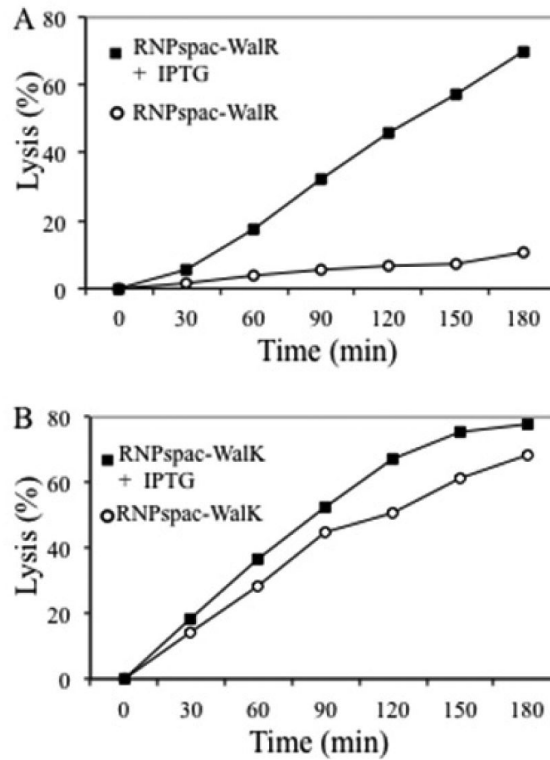 A
80
60
40
20
0
Lysis (%)
RNPspac-WalR
+ IPTG
RNPspac-WalR
0 30 60 90 120 150 180
Time (min)
B
80
60
40
20
0
Lysis (%)
RNPspac-WalK
+ IPTG
RNPspac-WalK
0 30 60 90 120 150 180
Time (min)